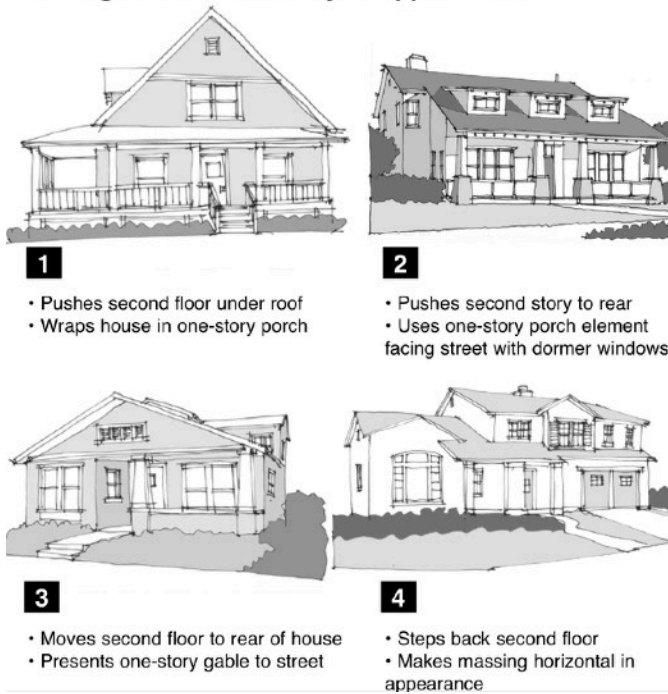 1
• Pushes second floor under roof
• Wraps house in one-story porch
2
• Pushes second story to rear
• Uses one-story porch element
facing street with dormer windows
3
• Moves second floor to rear of house
• Presents one-story gable to street
4
• Steps back second floor
• Makes massing horizontal in
appearance